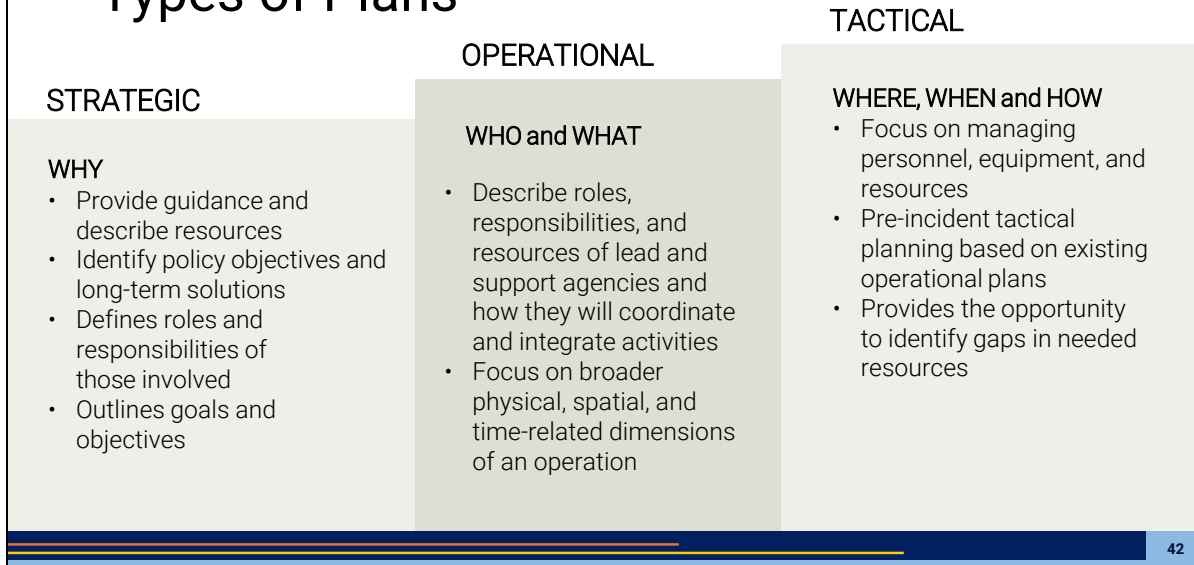 Types of Plans
STRATEGIC
WHY
• Provide guidance and
describe resources
• Identify policy objectives and
long-term solutions
• Defines roles and
responsibilities of
those involved
• Outlines goals and
objectives
OPERATIONAL
WHO and WHAT
• Describe roles,
responsibilities, and
resources of lead and
support agencies and
how they will coordinate
and integrate activities
• Focus on broader
physical, spatial, and
time-related dimensions
of an operation
TACTICAL
WHERE, WHEN and HOW
• Focus on managing
personnel, equipment, and
resources
• Pre-incident tactical
planning based on existing
operational plans
• Provides the opportunity
to identify gaps in needed
resources
42